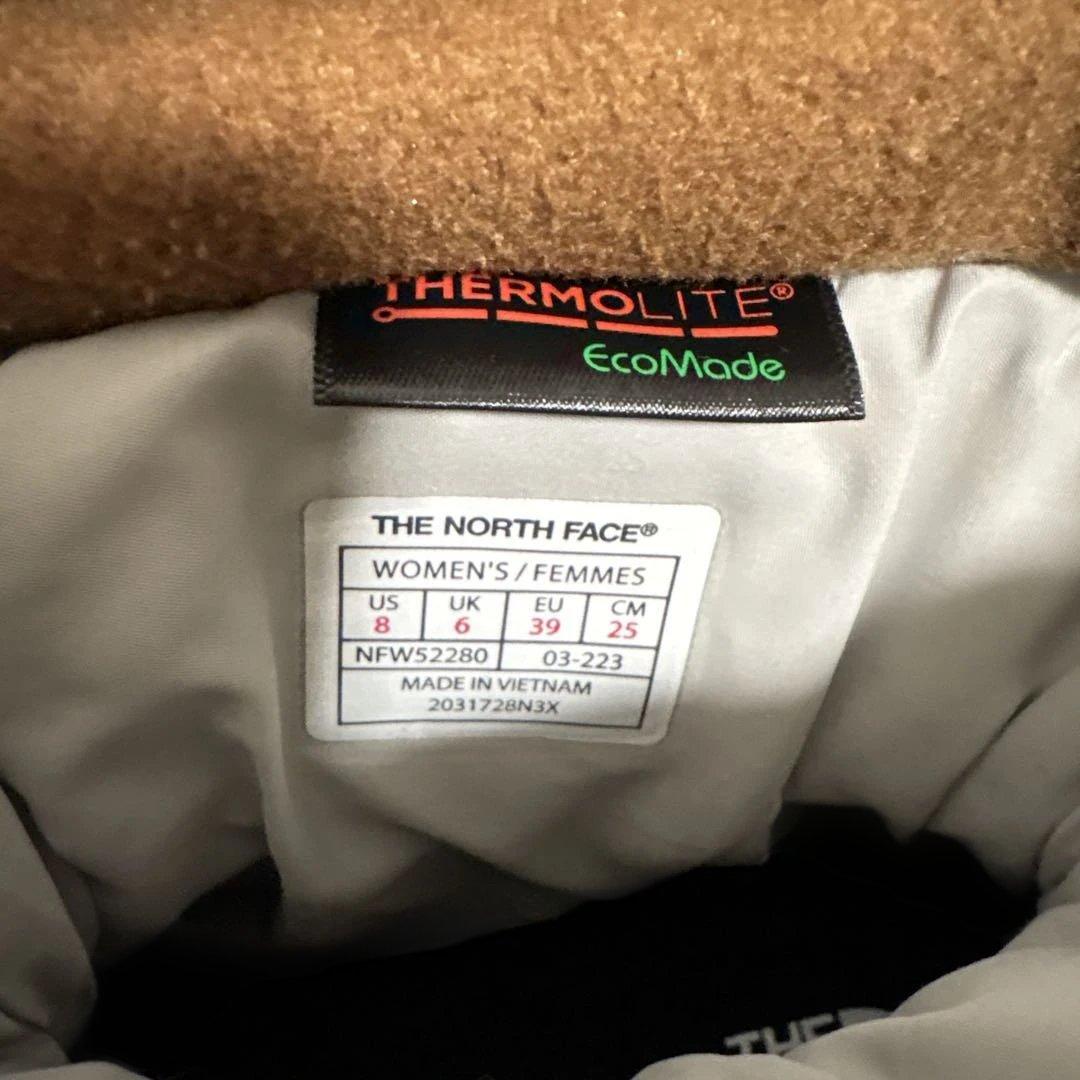 THERMOLITE®
EcoMade
THE NORTH FACE®
WOMEN'S / FEMMES
US UK EU CM
8 6 39 25
NFW52280 03-223
MADE IN VIETNAM
2031728N3X
THE